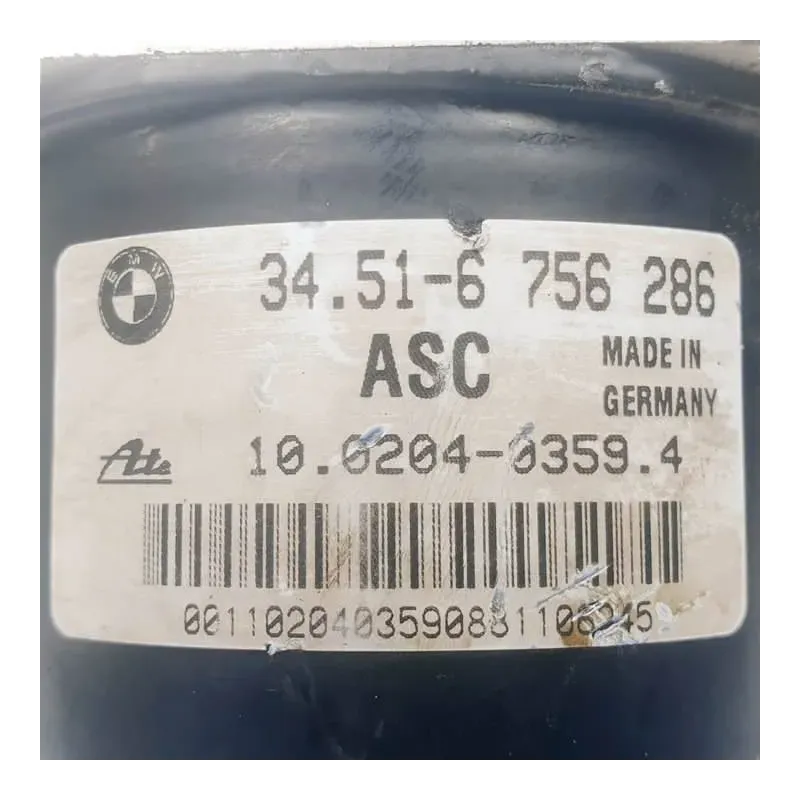 BMW
34.51-6 756 286
ASC
MADE IN
GERMANY
Ate
10.0204-0359.4